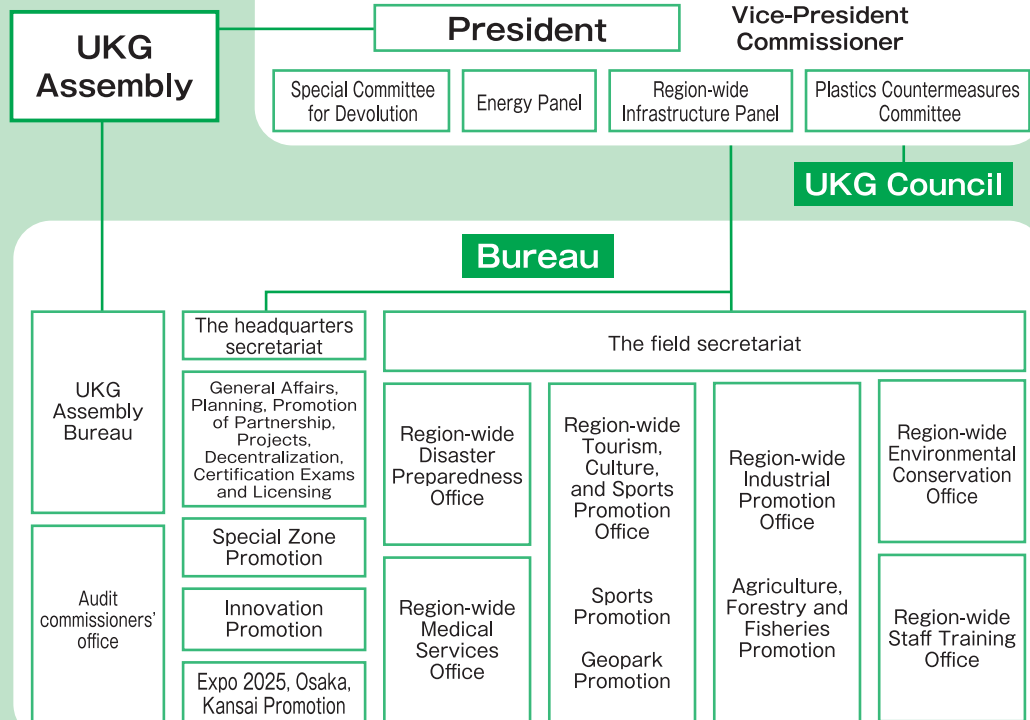 UKG
Assembly
President
Vice-President
Commissioner
Special Committee
for Devolution
Energy Panel
Region-wide
Infrastructure Panel
Plastics Countermeasures
Committee
UKG Council
Bureau
UKG
Assembly
Bureau
Audit
commissioners'
office
The headquarters
secretariat
General Affairs,
Planning, Promotion
of Partnership,
Projects,
Decentralization,
Certification Exams
and Licensing
Special Zone
Promotion
Innovation
Promotion
Expo 2025, Osaka,
Kansai Promotion
The field secretariat
Region-wide
Disaster
Preparedness
Office
Region-wide
Medical
Services
Office
Region-wide
Tourism,
Culture,
and Sports
Promotion
Office
Sports
Promotion
Geopark
Promotion
Region-wide
Industrial
Promotion
Office
Agriculture,
Forestry and
Fisheries
Promotion
Region-wide
Environmental
Conservation
Office
Region-wide
Staff Training
Office